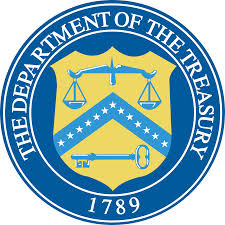 THE DEPARTMENT OF THE TREASURY
1789